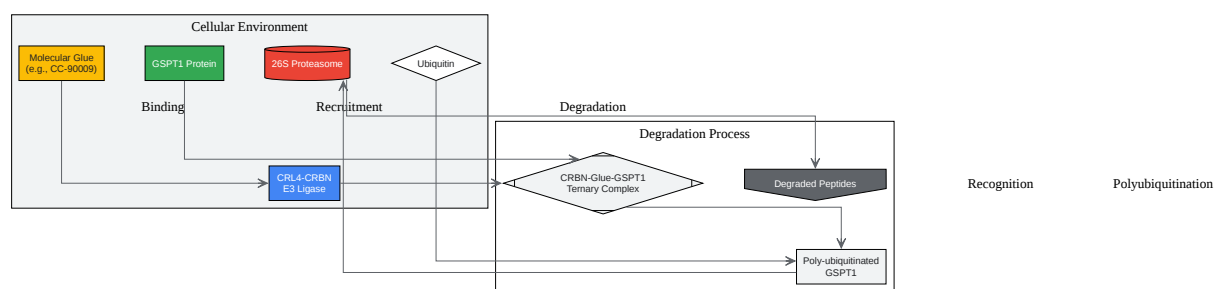 Cellular Environment
Molecular Glue
(e.g., CC-90009)
GSPT1 Protein
26S Proteasome
Ubiquitin
Binding
Recruitment
Degradation
Degradation Process
CRL4-CRBN
E3 Ligase
CRBN-Glue-GSPT1
Ternary Complex
Degraded Peptides
Recognition
Polyubiquitination
Poly-ubiquitinated
GSPT1